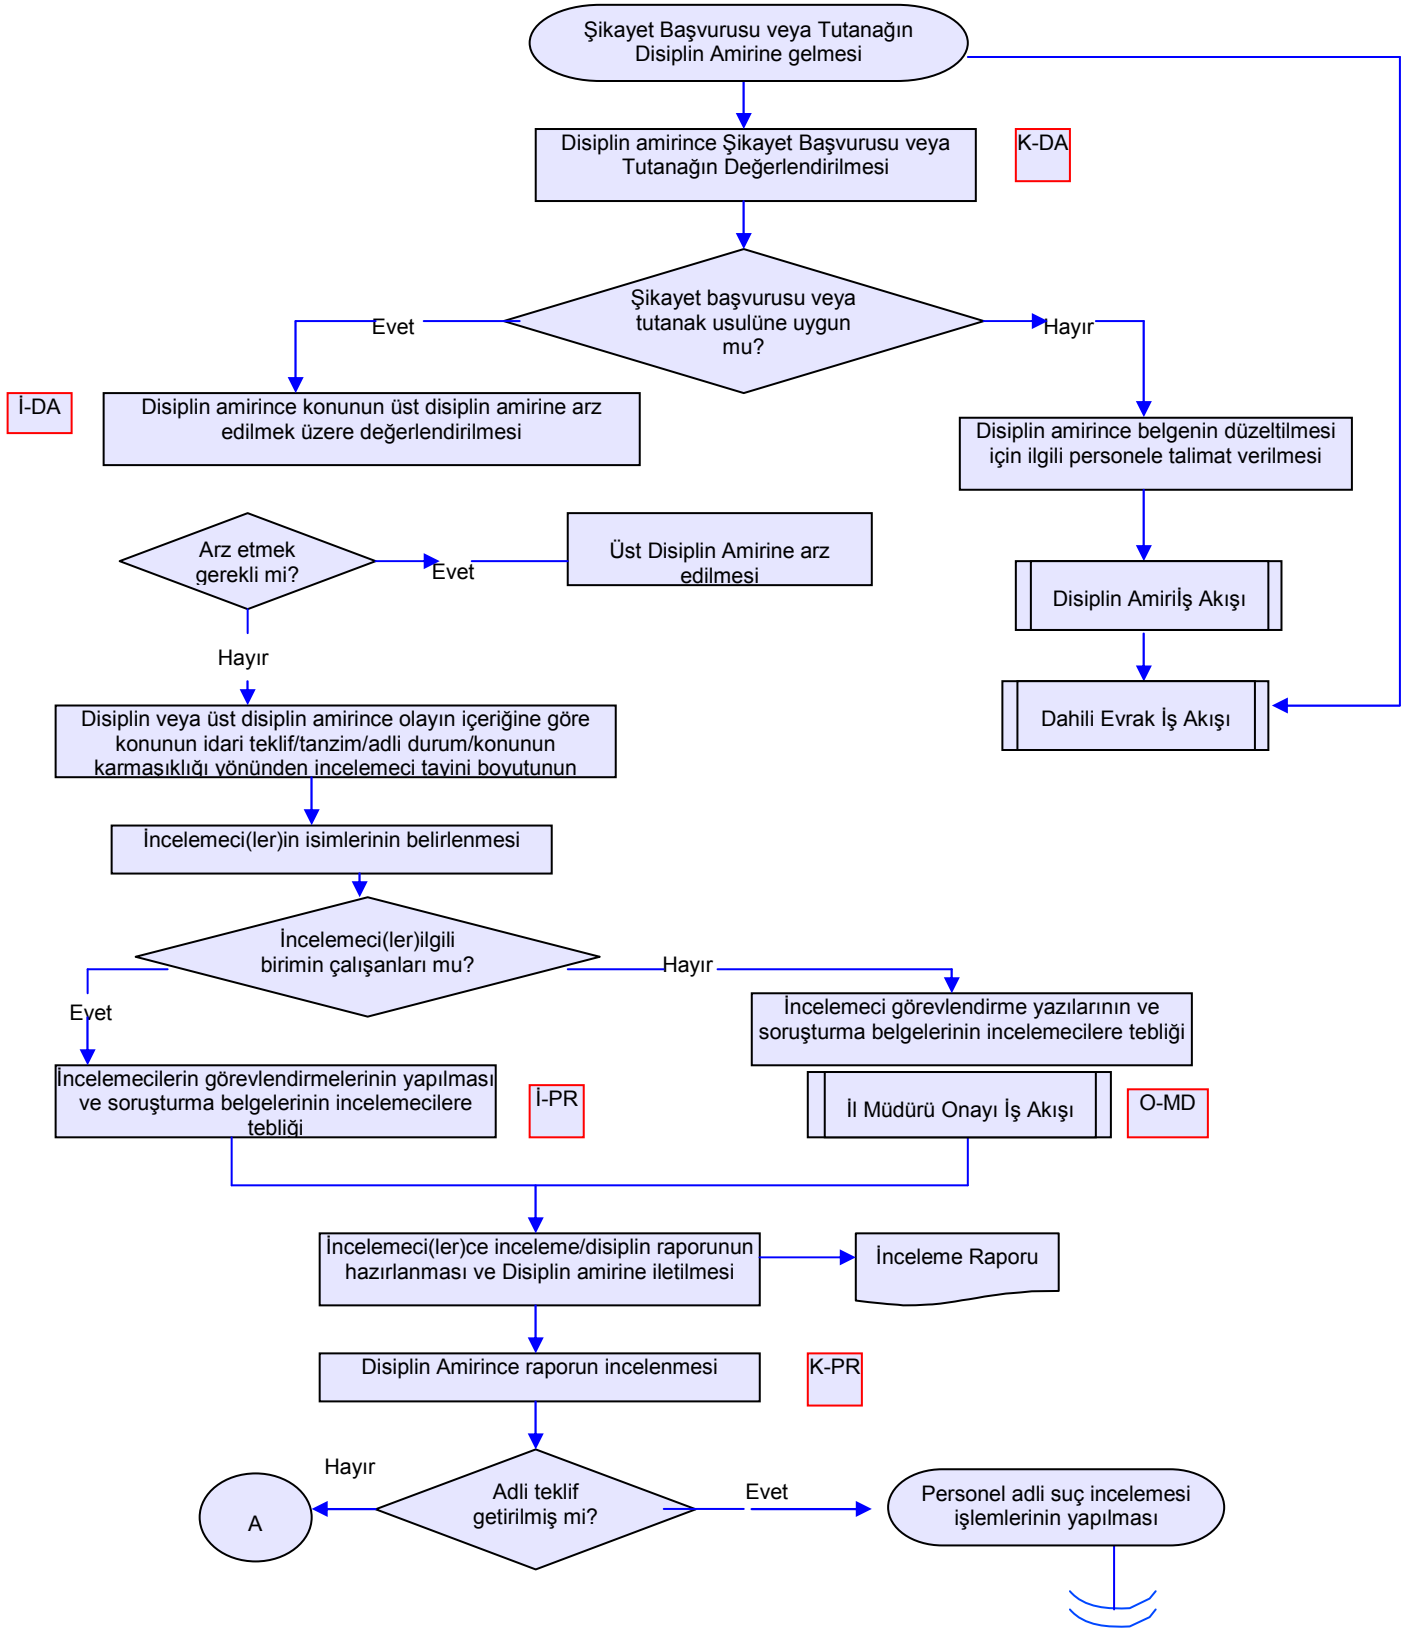 Şikayet Başvurusu veya Tutanağın
Disiplin Amirine gelmesi
Disiplin amirince Şikayet Başvurusu veya
Tutanağın Değerlendirilmesi
K-DA
Şikayet başvurusu veya
tutanak usulüne uygun
mu?
Evet
Hayır
İ-DA
Disiplin amirince konunun üst disiplin amirine arz
edilmek üzere değerlendirilmesi
Disiplin amirince belgenin düzeltilmesi
için ilgili personele talimat verilmesi
Arz etmek
gerekli mi?
Evet
Üst Disiplin Amirine arz
edilmesi
Disiplin Amiriİş Akışı
Hayır
Dahili Evrak İş Akışı
Disiplin veya üst disiplin amirince olayın içeriğine göre
konunun idari teklif/tanzim/adli durum/konunun
karmaşıklığı yönünden incelemeci tayini boyutunun
İncelemeci(ler)in isimlerinin belirlenmesi
İncelemeci(ler)ilgili
birimin çalışanları mu?
Hayır
Evet
İncelemeci görevlendirme yazılarının ve
soruşturma belgelerinin incelemecilere tebliği
İncelemecilerin görevlendirmelerinin yapılması
ve soruşturma belgelerinin incelemecilere
tebliği
İ-PR
İl Müdürü Onayı İş Akışı
O-MD
İncelemeci(ler)ce inceleme/disiplin raporunun
hazırlanması ve Disiplin amirine iletilmesi
İnceleme Raporu
Disiplin Amirince raporun incelenmesi
K-PR
Hayır
Adli teklif
getirilmiş mi?
Evet
A
Personel adli suç incelemesi
işlemlerinin yapılması